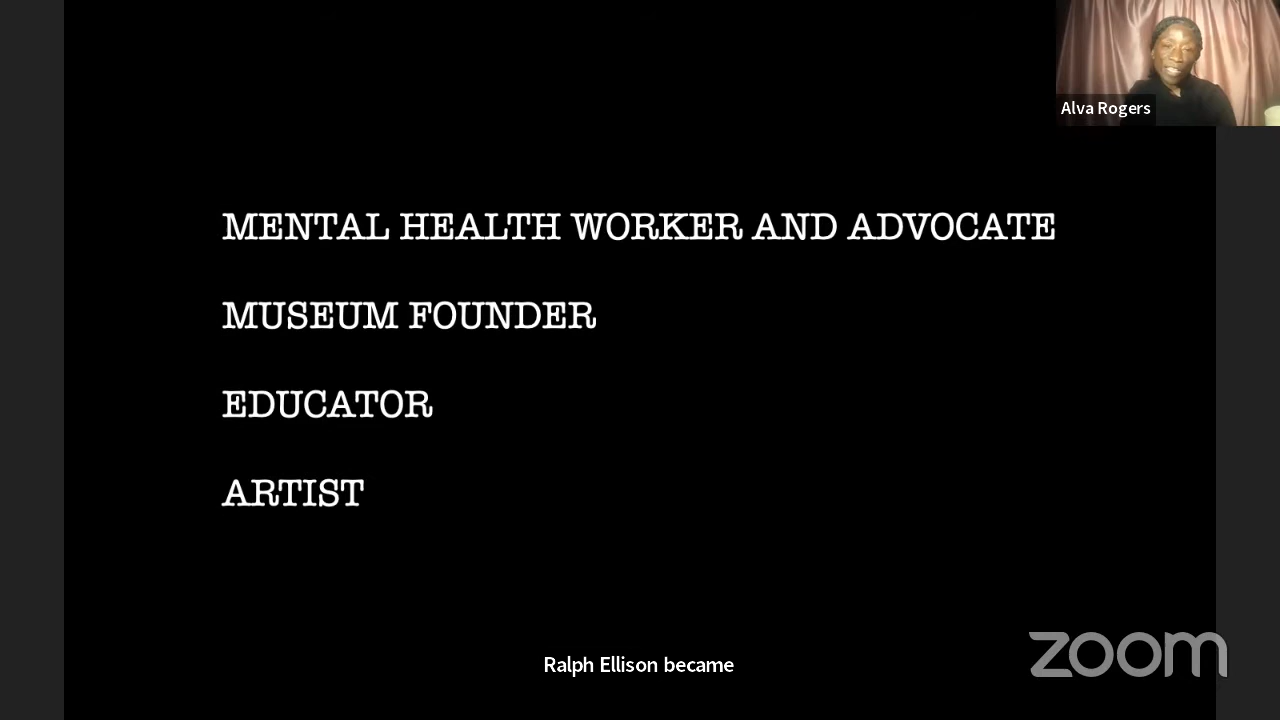 Alva Rogers
MENTAL HEALTH WORKER AND ADVOCATE
MUSEUM FOUNDER
EDUCATOR
ARTIST
Ralph Ellison became
zoom